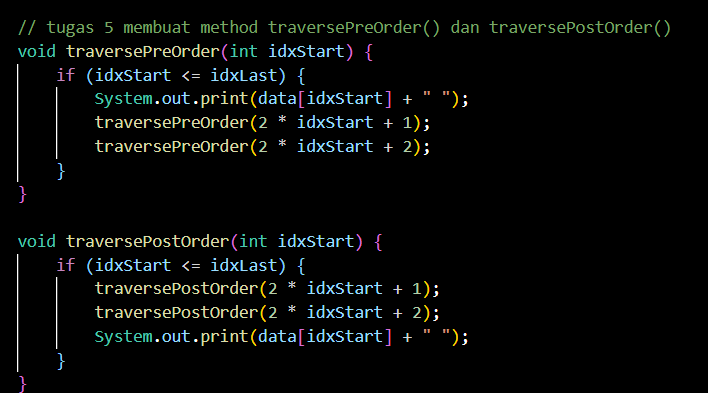 // tugas 5 membuat method traversePreOrder() dan traversePostOrder()
void traversePreOrder(int idxStart) {
    if (idxStart <= idxLast) {
        System.out.print(data[idxStart] + " ");
        traversePreOrder(2 * idxStart + 1);
        traversePreOrder(2 * idxStart + 2);
    }
}

void traversePostOrder(int idxStart) {
    if (idxStart <= idxLast) {
        traversePostOrder(2 * idxStart + 1);
        traversePostOrder(2 * idxStart + 2);
        System.out.print(data[idxStart] + " ");
    }
}